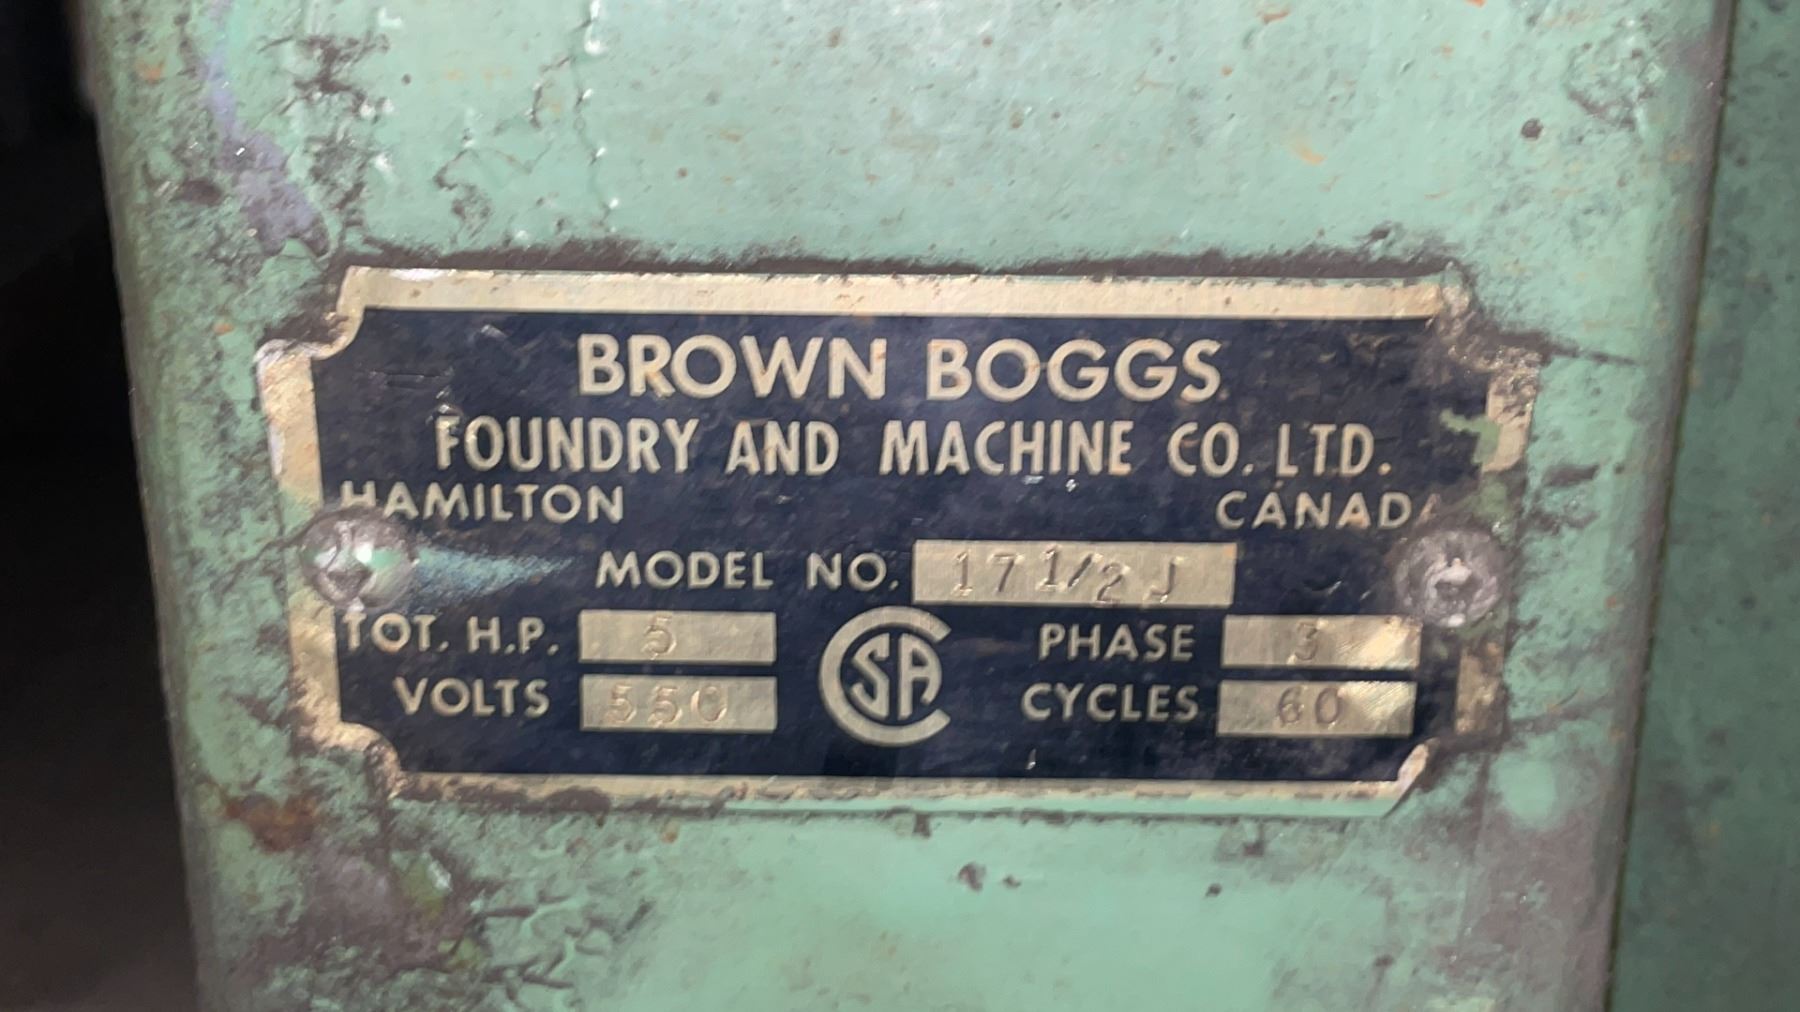 BROWN BOGGS
FOUNDRY AND MACHINE CO. LTD.
HAMILTON CANADA
MODEL NO. 17 1/2 J
TOT. H.P. 5 PHASE 3
VOLTS 550 CSA CYCLES 60